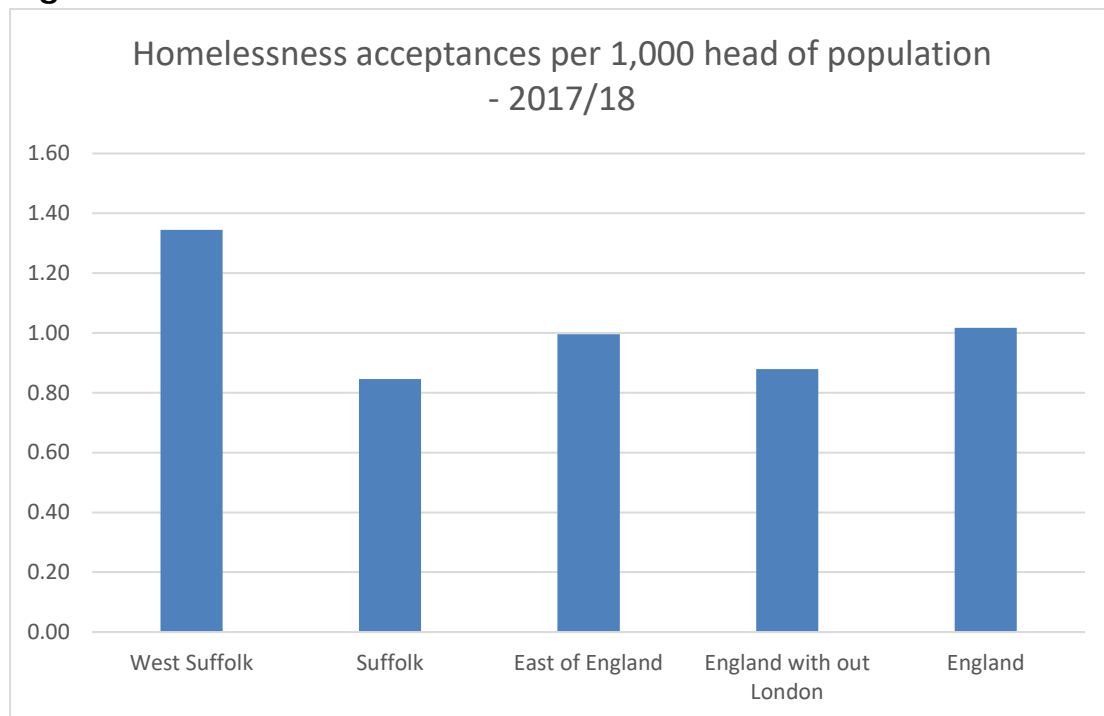 Homelessness acceptances per 1,000 head of population
- 2017/18
1.60
1.40
1.20
1.00
0.80
0.60
0.40
0.20
0.00
West Suffolk
Suffolk
East of England
England with out
London
England